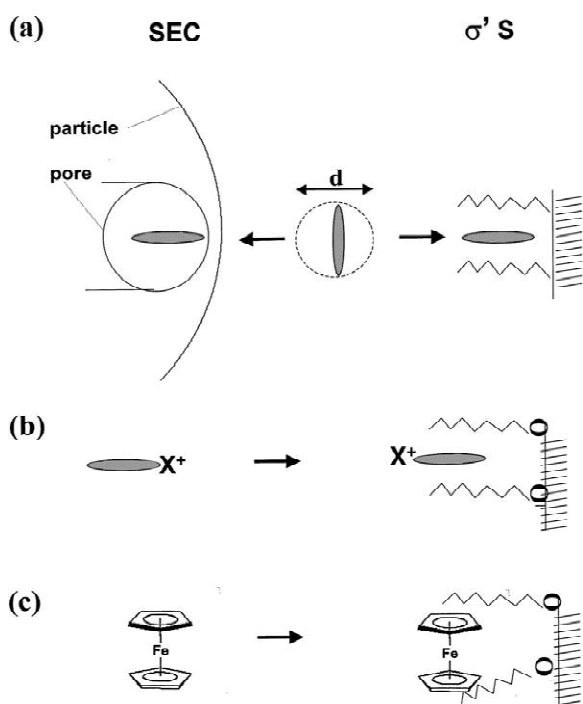 (a) SEC σ' S
particle
pore
d
(b)
X⁺ X⁺ O
O
(c) O
Fe Fe O